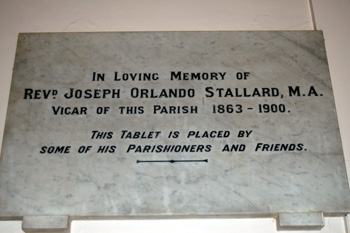 In Loving Memory of
Revd Joseph Orlando Stallard, M.A.
Vicar of this Parish 1863 - 1900.
This Tablet is placed by
some of his Parishioners and Friends.